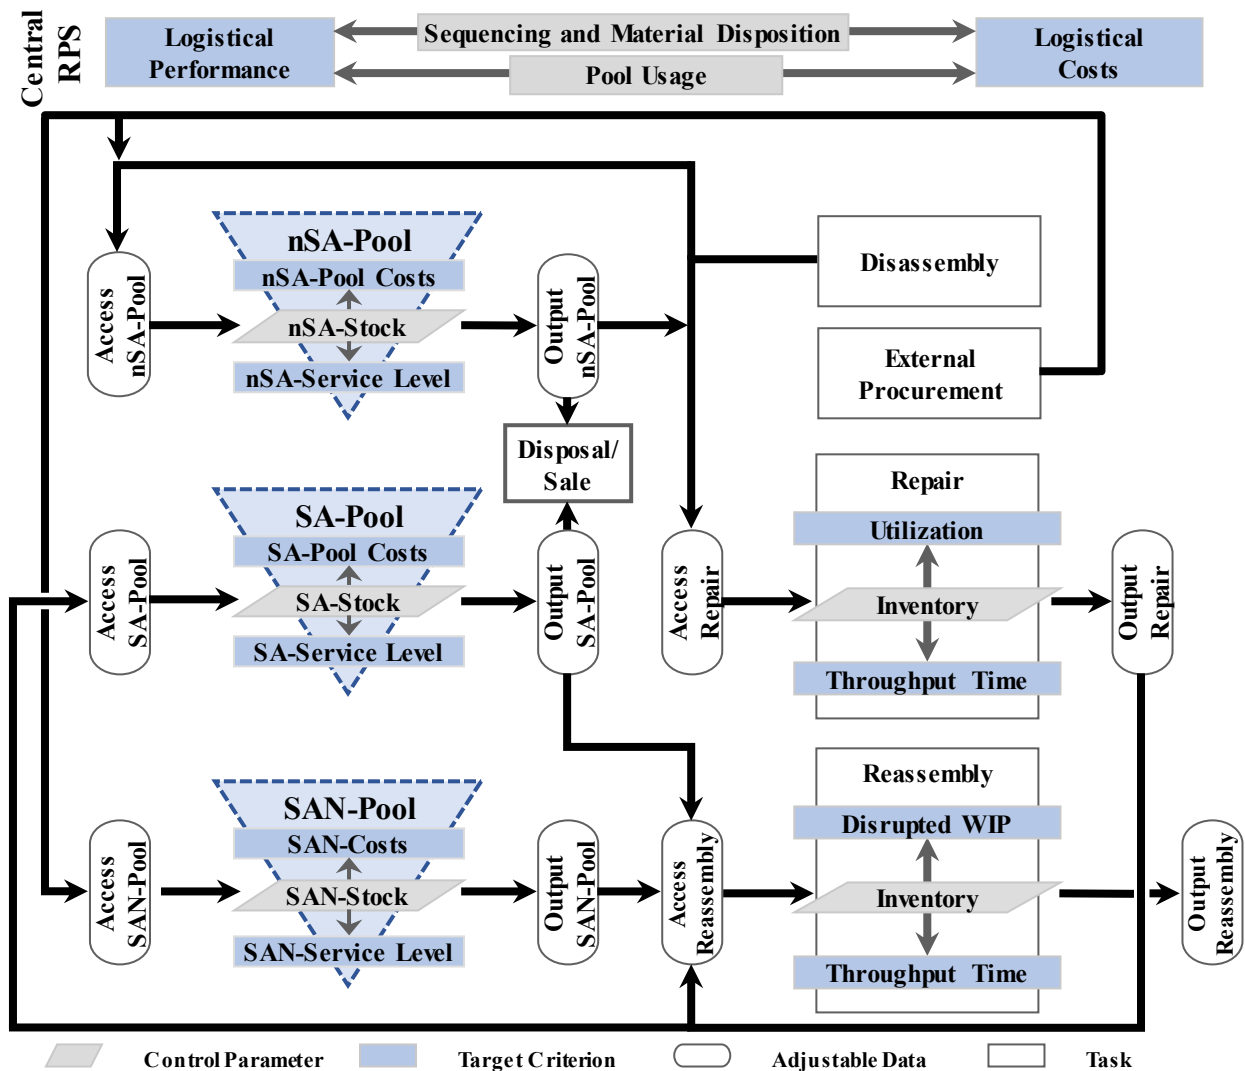 Central
RPS
Logistical
Performance
Sequencing and Material Disposition
Pool Usage
Logistical
Costs
Access
nSA-Pool
nSA-Pool
nSA-Pool Costs
nSA-Stock
nSA-Service Level
Output
nSA-Pool
Disassembly
External
Procurement
Disposal/
Sale
Access
SA-Pool
SA-Pool
SA-Pool Costs
SA-Stock
SA-Service Level
Output
SA-Pool
Access
Repair
Repair
Utilization
Inventory
Throughput Time
Output
Repair
Access
SAN-Pool
SAN-Pool
SAN-Costs
SAN-Stock
SAN-Service Level
Output
SAN-Pool
Access
Reassembly
Reassembly
Disrupted WIP
Inventory
Throughput Time
Output
Reassembly
Control Parameter
Target Criterion
Adjustable Data
Task